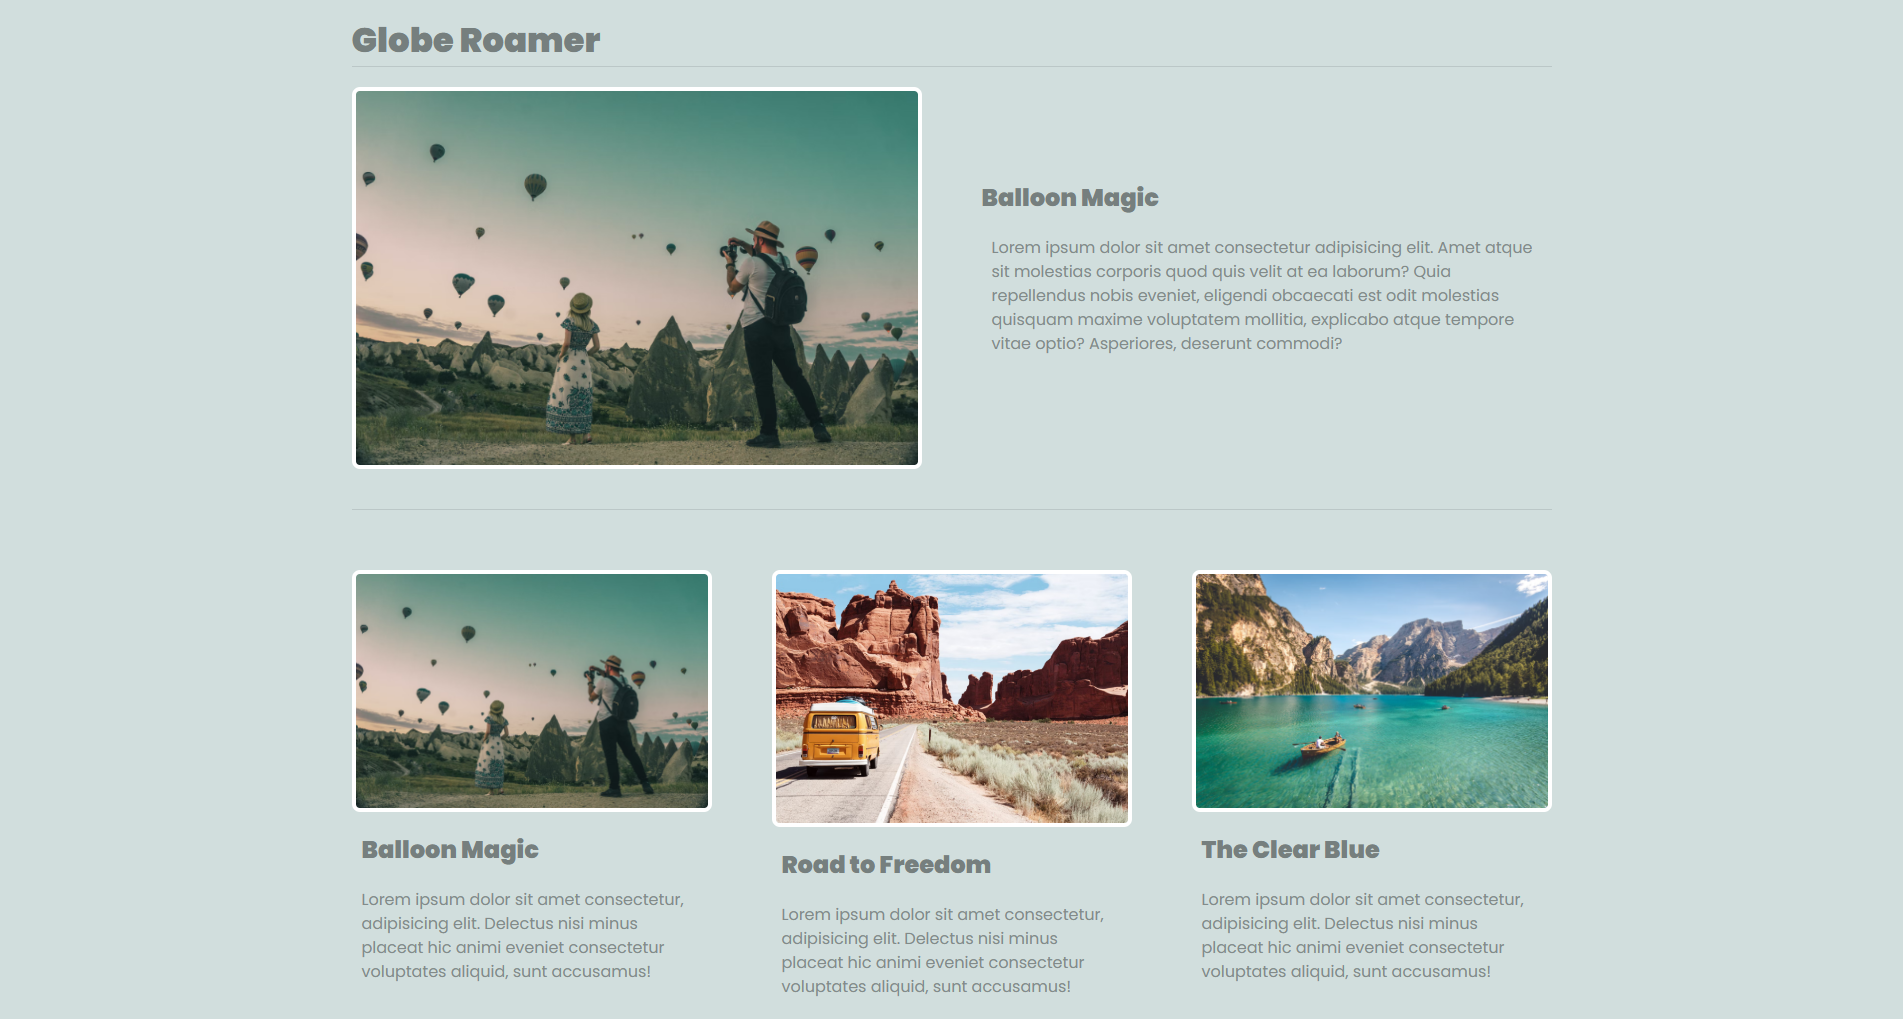 Globe Roamer
Balloon Magic
Lorem ipsum dolor sit amet consectetur adipisicing elit. Amet atque
sit molestias corporis quod quis velit at ea laborum? Quia
repellendus nobis eveniet, eligendi obcaecati est odit molestias
quisquam maxime voluptatem mollitia, explicabo atque tempore
vitae optio? Asperiores, deserunt commodi?
Balloon Magic
Lorem ipsum dolor sit amet consectetur,
adipisicing elit. Delectus nisi minus
placeat hic animi eveniet consectetur
voluptates aliquid, sunt accusamus!
Road to Freedom
Lorem ipsum dolor sit amet consectetur,
adipisicing elit. Delectus nisi minus
placeat hic animi eveniet consectetur
voluptates aliquid, sunt accusamus!
The Clear Blue
Lorem ipsum dolor sit amet consectetur,
adipisicing elit. Delectus nisi minus
placeat hic animi eveniet consectetur
voluptates aliquid, sunt accusamus!